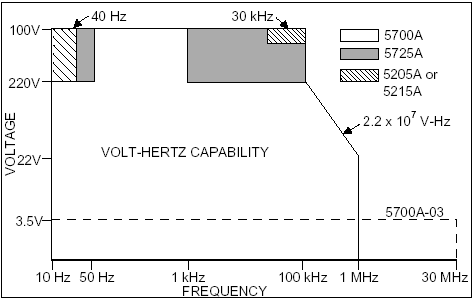 40 Hz
30 kHz
100V
5700A
5725A
5205A or
5215A
220V
2.2 x 10⁷ V-Hz
VOLTAGE
VOLT-HERTZ CAPABILITY
22V
3.5V
5700A-03
10 Hz 50 Hz 1 kHz 100 kHz 1 MHz 30 MHz
FREQUENCY